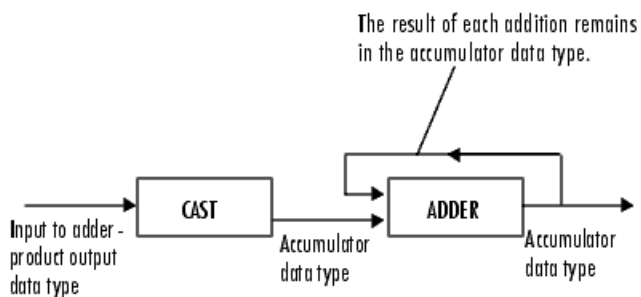 The result of each addition remains
in the accumulator data type.
CAST
ADDER
Input to adder -
product output
data type
Accumulator
data type
Accumulator
data type